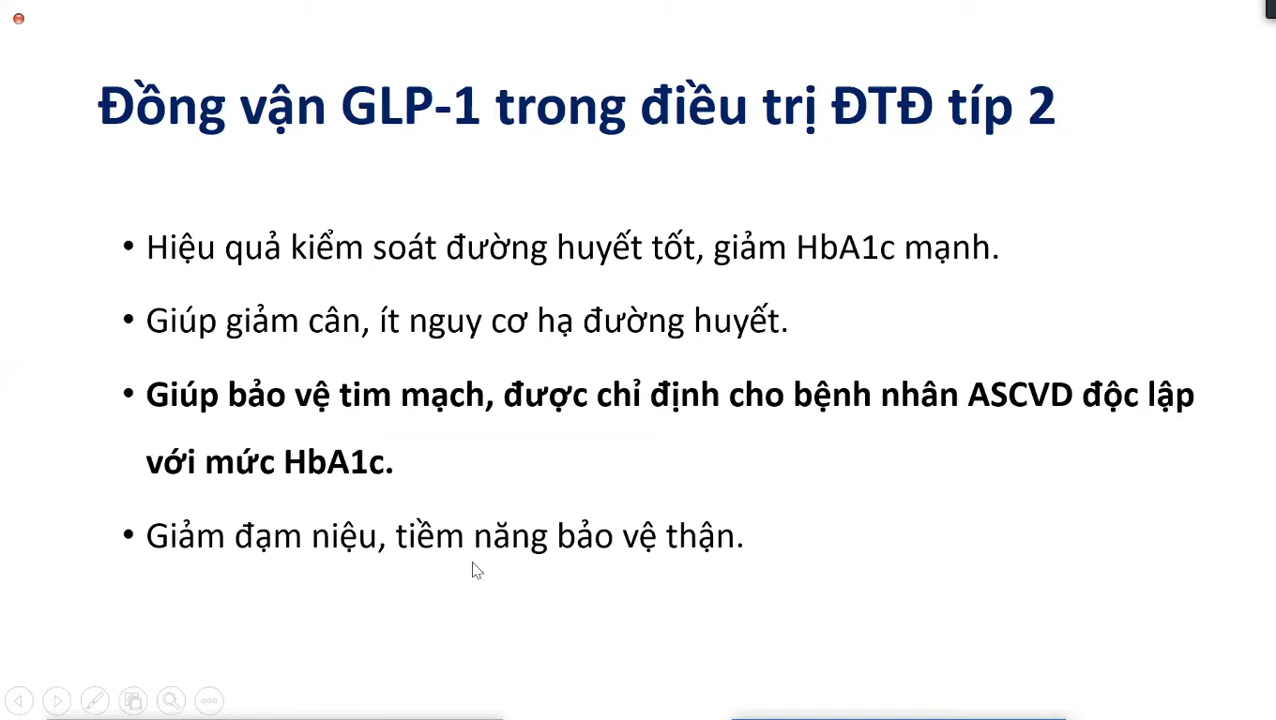 Đồng vận GLP-1 trong điều trị ĐTĐ típ 2
• Hiệu quả kiểm soát đường huyết tốt, giảm HbA1c mạnh.
• Giúp giảm cân, ít nguy cơ hạ đường huyết.
• Giúp bảo vệ tim mạch, được chỉ định cho bệnh nhân ASCVD độc lập
với mức HbA1c.
• Giảm đạm niệu, tiềm năng bảo vệ thận.